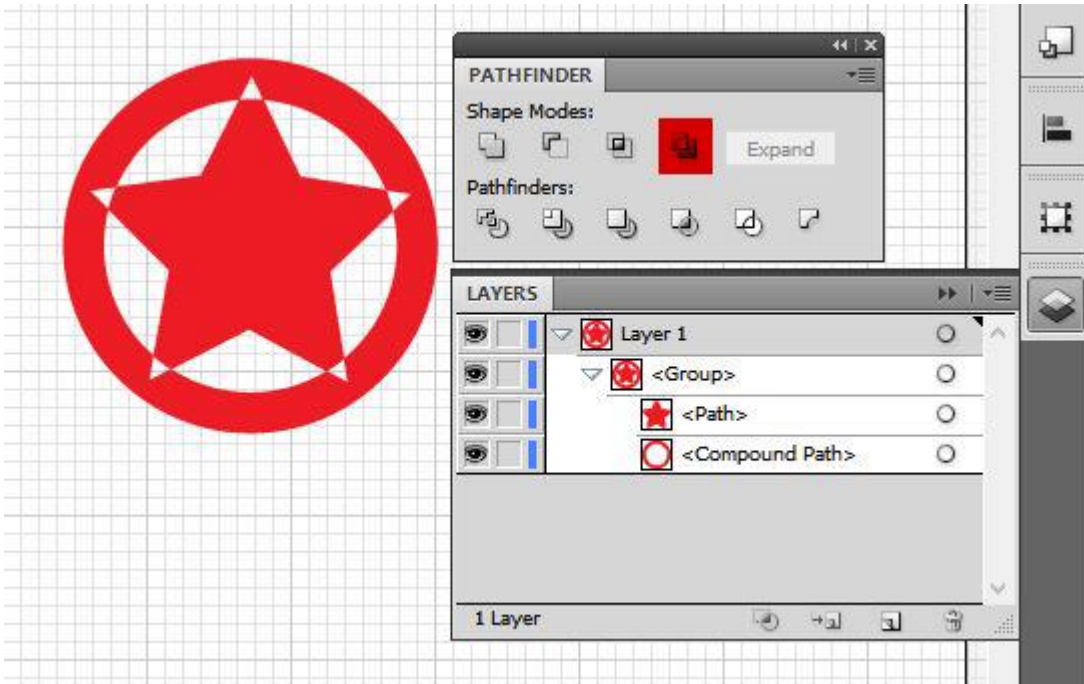 PATHFINDER
Shape Modes:
Expand
Pathfinders:
LAYERS
Layer 1
<Group>
<Path>
<Compound Path>
1 Layer